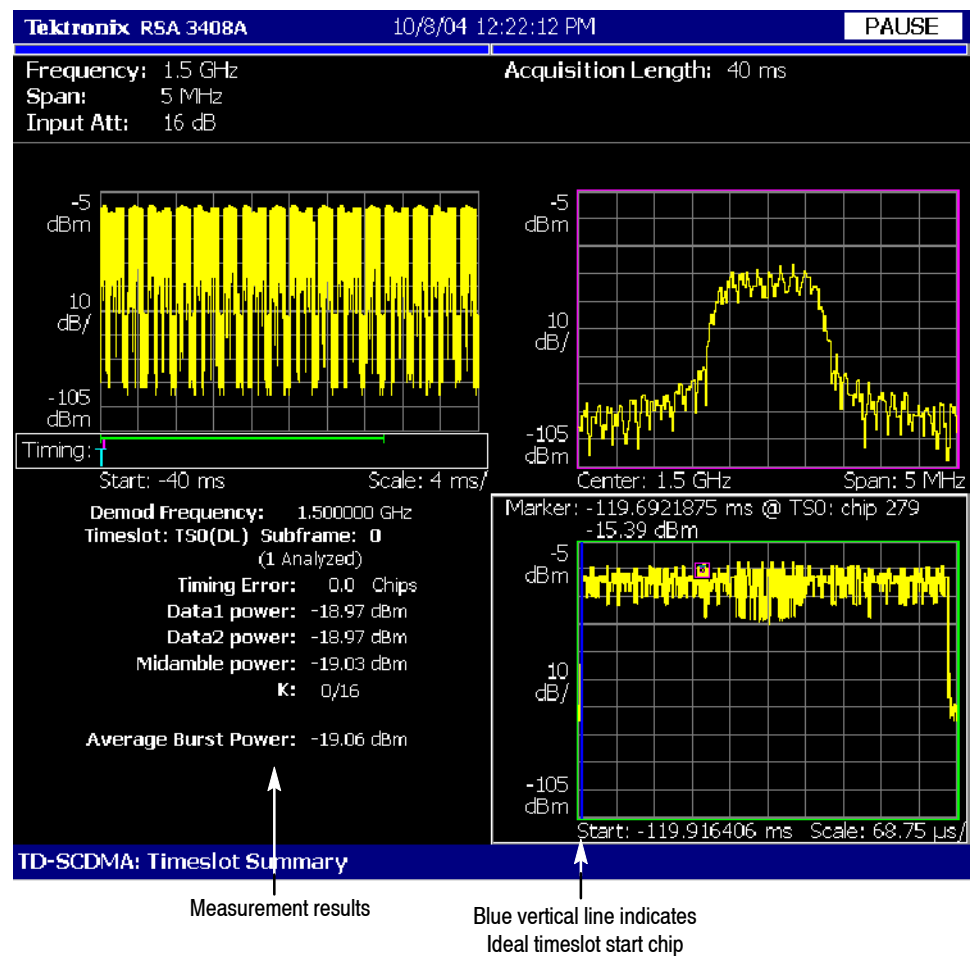 Tektronix RSA 3408A 10/8/04 12:22:12 PM PAUSE
Frequency: 1.5 GHz Acquisition Length: 40 ms
Span: 5 MHz
Input Att: 16 dB
-5
dBm
10
dB/
-105
dBm
Timing:
Start: -40 ms Scale: 4 ms/
-5
dBm
10
dB/
-105
dBm
Center: 1.5 GHz Span: 5 MHz
Demod Frequency: 1.500000 GHz
Timeslot: TS0(DL) Subframe: 0
(1 Analyzed)
Timing Error: 0.0 Chips
Data1 power: -18.97 dBm
Data2 power: -18.97 dBm
Midamble power: -19.03 dBm
K: 0/16
Average Burst Power: -19.06 dBm
Marker: -119.6921875 ms @ TS0: chip 279
-15.39 dBm
-5
dBm
10
dB/
-105
dBm
Start: -119.916406 ms Scale: 68.75 µs/
TD-SCDMA: Timeslot Summary
Measurement results
Blue vertical line indicates
Ideal timeslot start chip